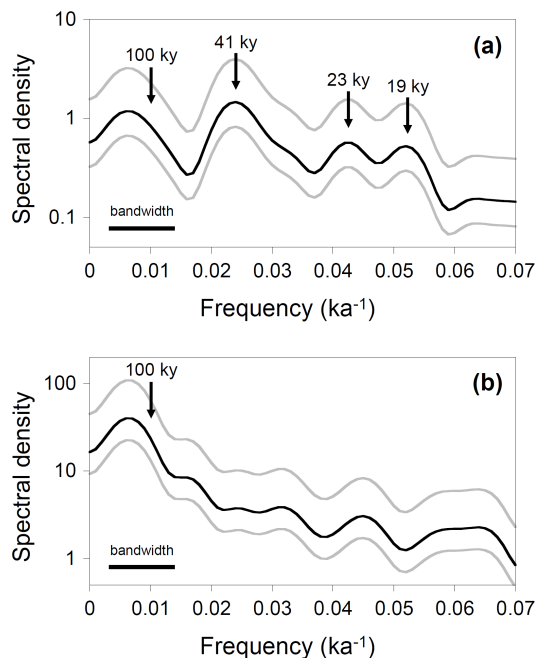 (a)
Spectral density
10
1
0.1
100 ky
41 ky
23 ky
19 ky
bandwidth
0 0.01 0.02 0.03 0.04 0.05 0.06 0.07
Frequency (ka⁻¹)
(b)
Spectral density
100
10
1
100 ky
bandwidth
0 0.01 0.02 0.03 0.04 0.05 0.06 0.07
Frequency (ka⁻¹)